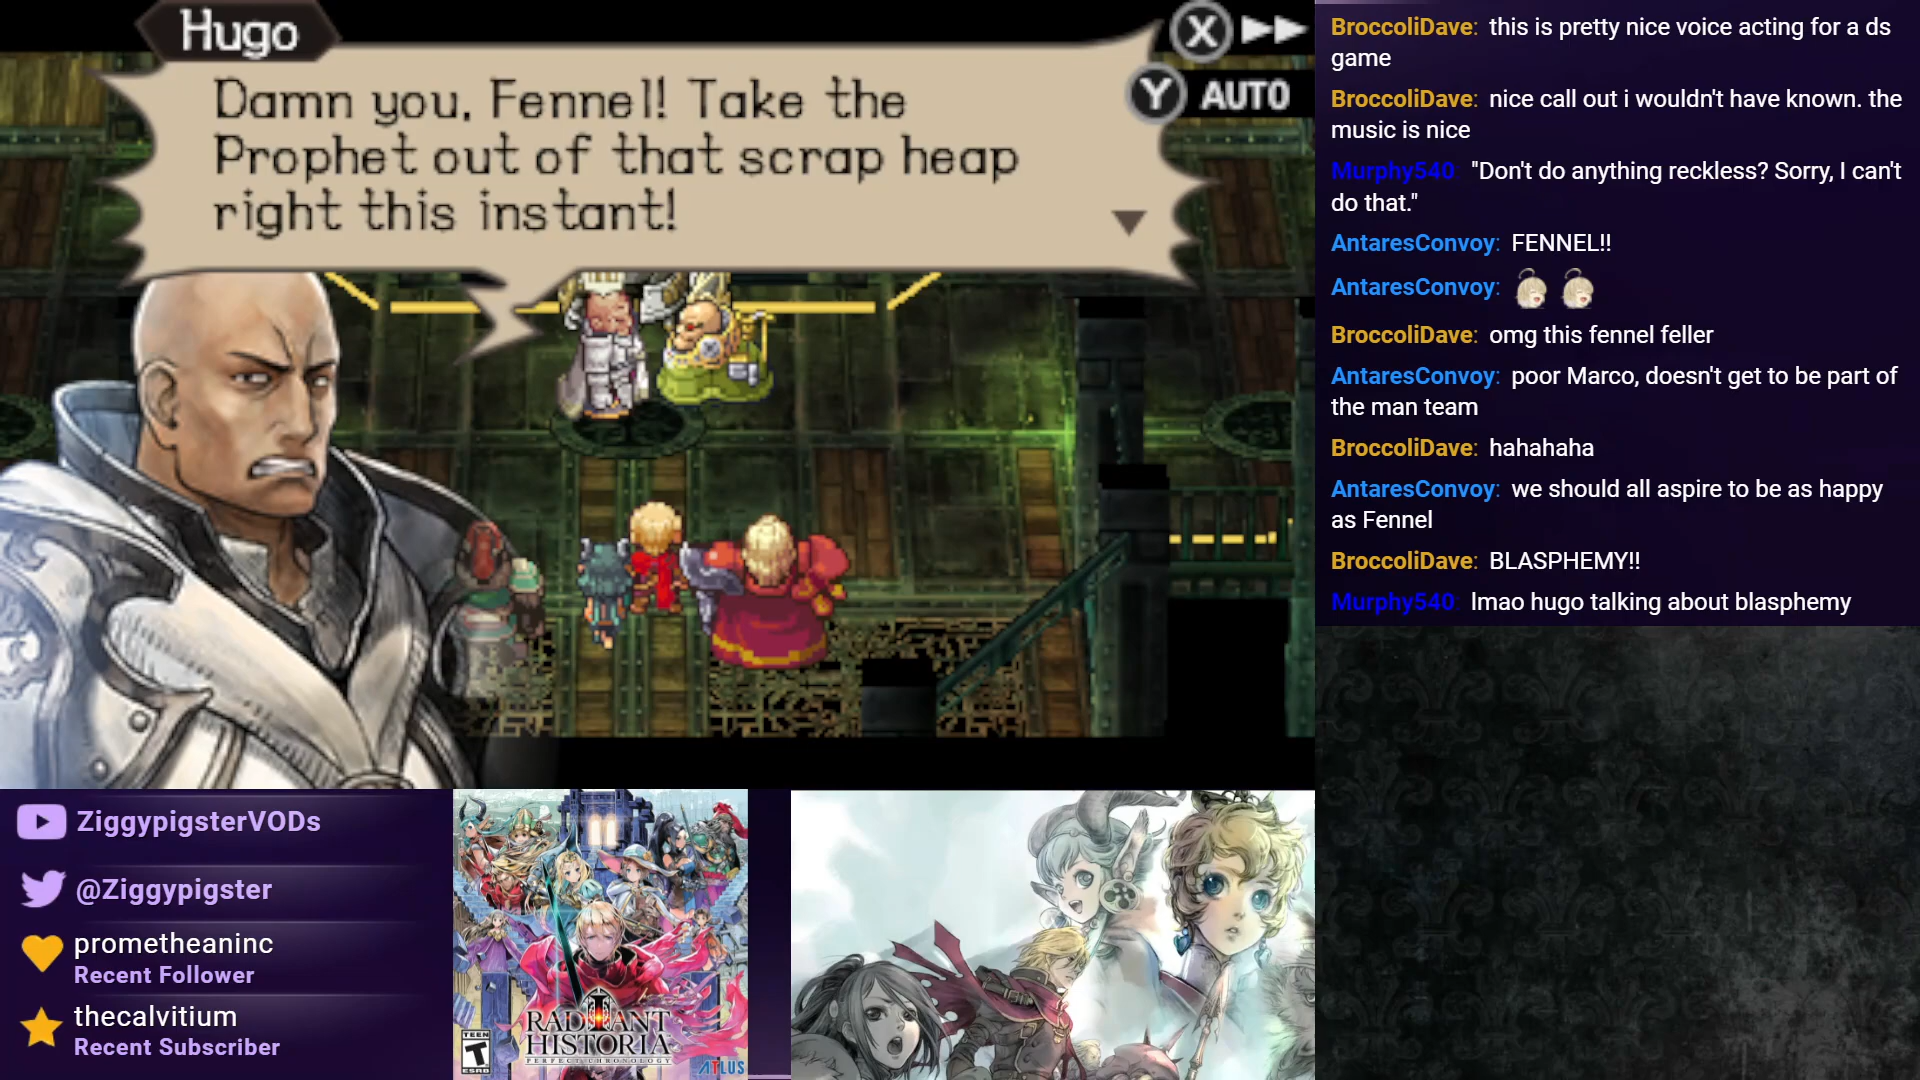 Hugo
Damn you, Fennel! Take the
Prophet out of that scrap heap
right this instant!
X
Y AUTO
BroccoliDave: this is pretty nice voice acting for a ds
game
BroccoliDave: nice call out i wouldn't have known. the
music is nice
Murphy540: "Don't do anything reckless? Sorry, I can't
do that."
AntaresConvoy: FENNEL!!
AntaresConvoy:
BroccoliDave: omg this fennel feller
AntaresConvoy: poor Marco, doesn't get to be part of
the man team
BroccoliDave: hahahaha
AntaresConvoy: we should all aspire to be as happy
as Fennel
BroccoliDave: BLASPHEMY!!
Murphy540: lmao hugo talking about blasphemy
ZiggypigsterVODs
@Ziggypigster
prometheaninc
Recent Follower
thecalvitium
Recent Subscriber
RADIANT
HISTORIA
PERFECT CHRONOLOGY
TEEN
T
ESRB
ATLUS